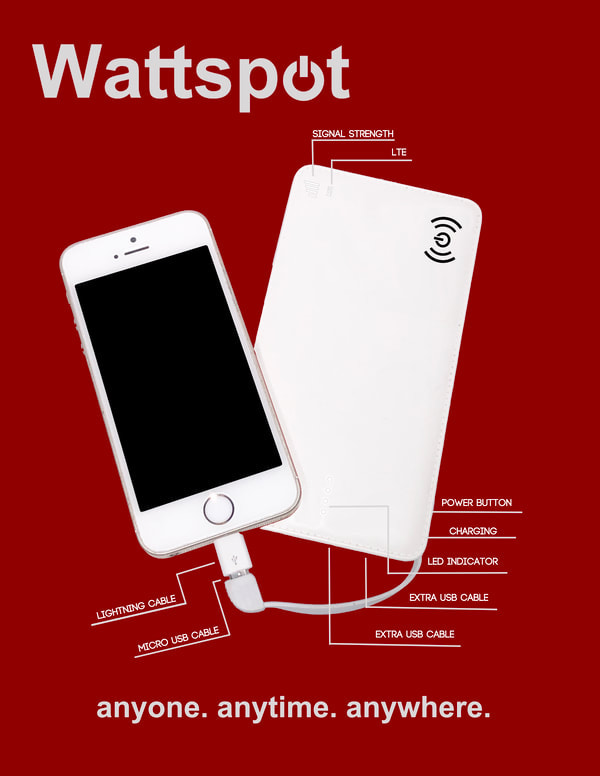 Wattspot
SIGNAL STRENGTH
LTE
POWER BUTTON
CHARGING
LED INDICATOR
EXTRA USB CABLE
EXTRA USB CABLE
LIGHTNING CABLE
MICRO USB CABLE
anyone. anytime. anywhere.